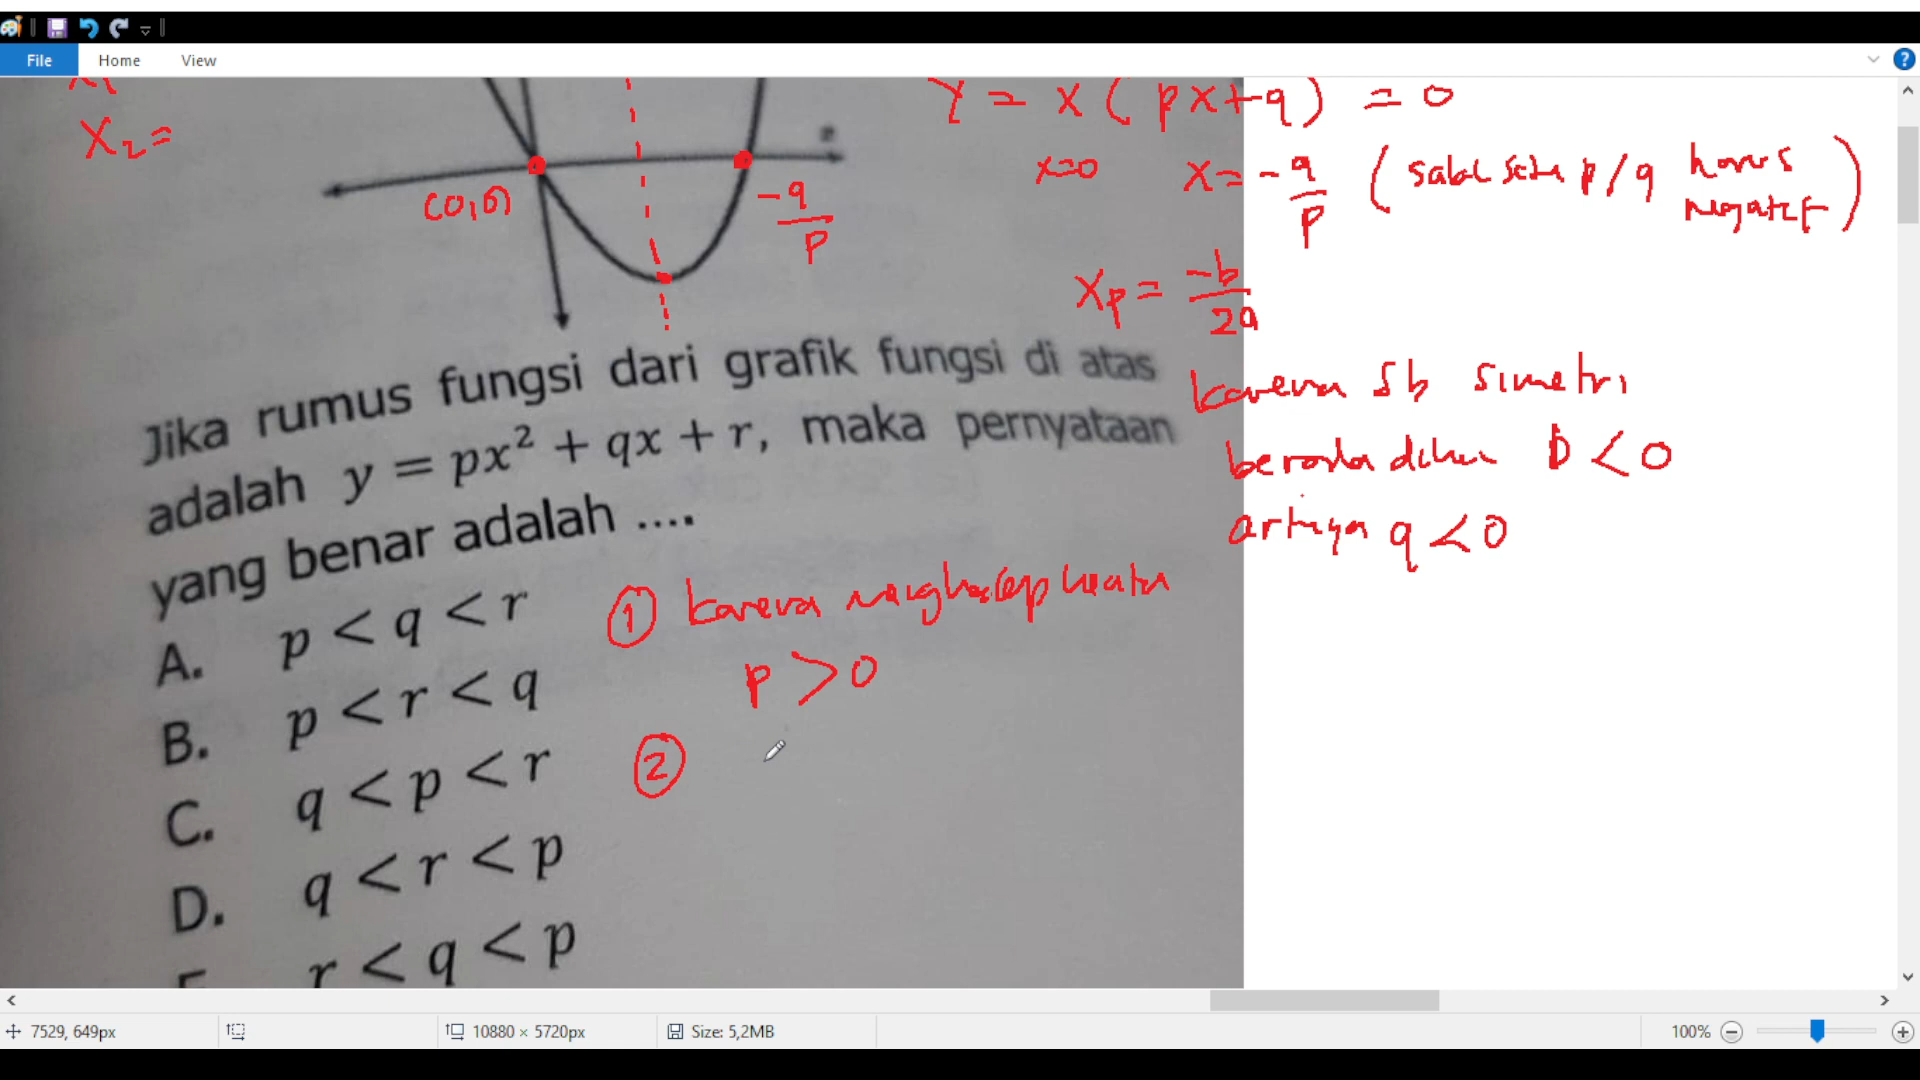 File Home View
X2 =
(0,0)
-q/p
Y = X ( pX+q ) = 0
x=0 X = -q/p ( salah satu p/q harus negatif )
Xp = -b/2a
karena Sb Simetri
berada di b < 0
artinya q < 0
Jika rumus fungsi dari grafik fungsi di atas
adalah y = px² + qx + r, maka pernyataan
yang benar adalah ....
A. p < q < r
B. p < r < q
C. q < p < r
D. q < r < p
r < q < p
① karena menghadap keatas
p > 0
②
7529, 649px 10880 × 5720px Size: 5,2MB 100%